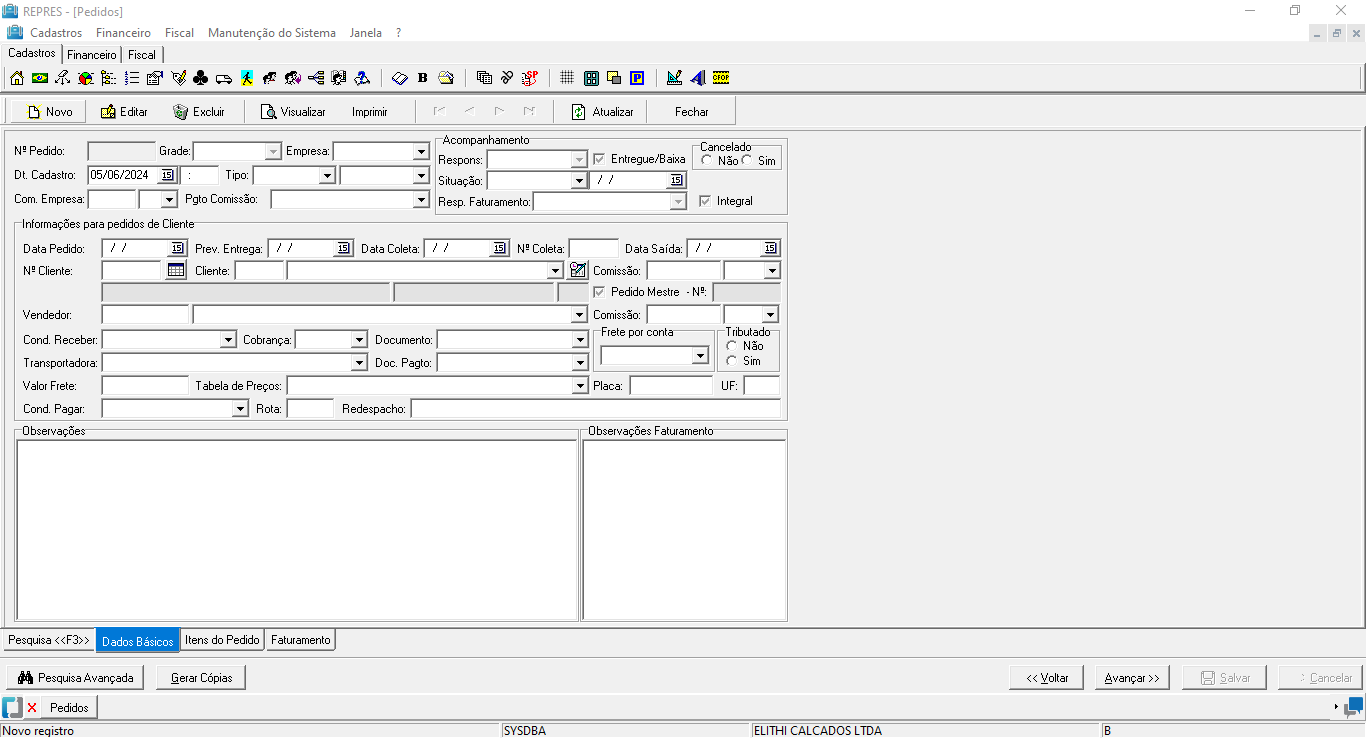 REPRES - [Pedidos]
Cadastros Financeiro Fiscal Manutenção do Sistema Janela ?
Cadastros Financeiro Fiscal
B SP P CFOP
Novo Editar Excluir Visualizar Imprimir Atualizar Fechar
Nº Pedido: Grade: Empresa:
Acompanhamento
Respons: Entregue/Baixa
Cancelado
Não Sim
Dt. Cadastro: 05/06/2024 15 : Tipo:
Situação: / / 15
Com. Empresa: Pgto Comissão:
Resp. Faturamento: Integral
Informações para pedidos de Cliente
Data Pedido: / / 15 Prev. Entrega: / / 15 Data Coleta: / / 15 Nº Coleta: Data Saída: / / 15
Nº Cliente: Cliente: Comissão:
Pedido Mestre - Nº:
Vendedor: Comissão:
Cond. Receber: Cobrança: Documento:
Frete por conta
Tributado
Não
Sim
Transportadora: Doc. Pagto:
Valor Frete: Tabela de Preços: Placa: UF:
Cond. Pagar: Rota: Redespacho:
Observações
Observações Faturamento
Pesquisa <<F3>> Dados Básicos Itens do Pedido Faturamento
Pesquisa Avançada Gerar Cópias << Voltar Avançar >> Salvar Cancelar
Pedidos
Novo registro SYSDBA ELITHI CALCADOS LTDA B